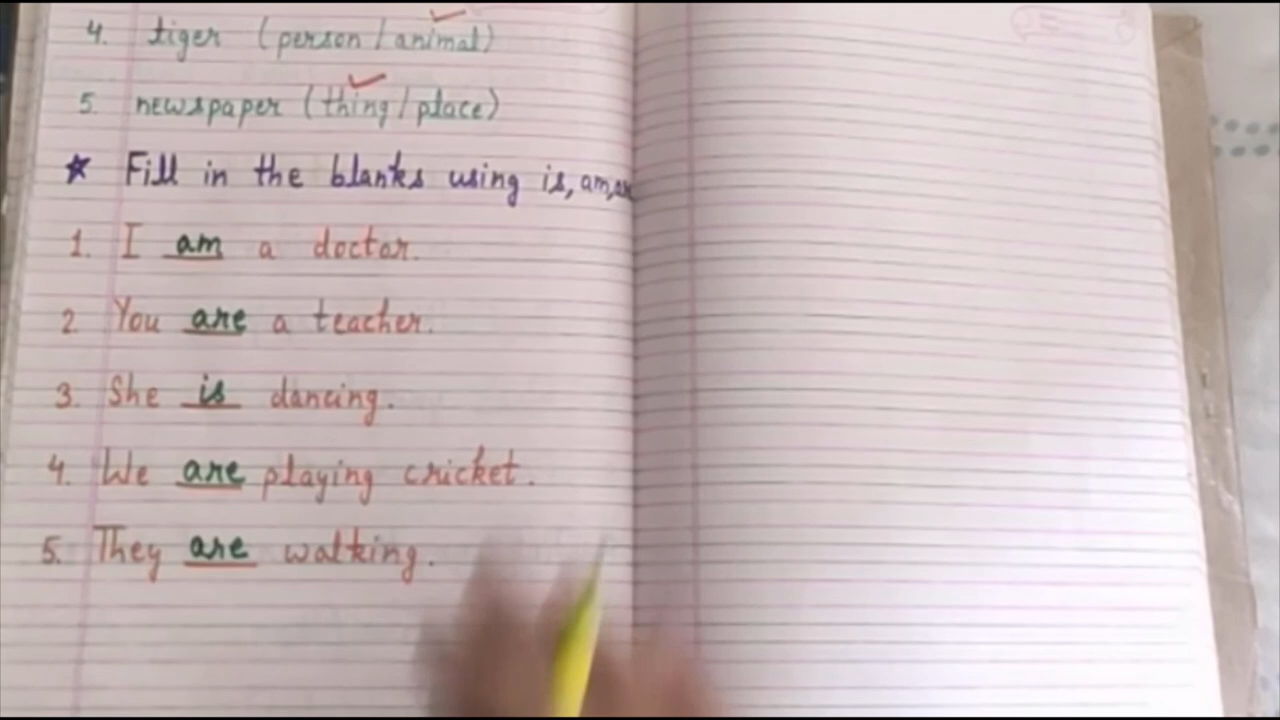 4. tiger (person / animal)
5. newspaper (thing / place)
★ Fill in the blanks using is, am,
1. I am a doctor.
2. You are a teacher.
3. She is dancing.
4. We are playing cricket.
5. They are walking.